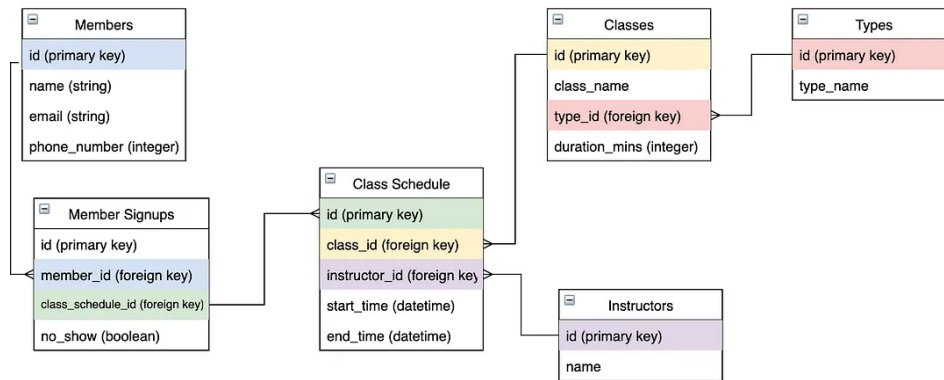 Members
id (primary key)
name (string)
email (string)
phone_number (integer)
Member Signups
id (primary key)
member_id (foreign key)
class_schedule_id (foreign key)
no_show (boolean)
Class Schedule
id (primary key)
class_id (foreign key)
instructor_id (foreign key
start_time (datetime)
end_time (datetime)
Classes
id (primary key)
class_name
type_id (foreign key)
duration_mins (integer)
Types
id (primary key)
type_name
Instructors
id (primary key)
name